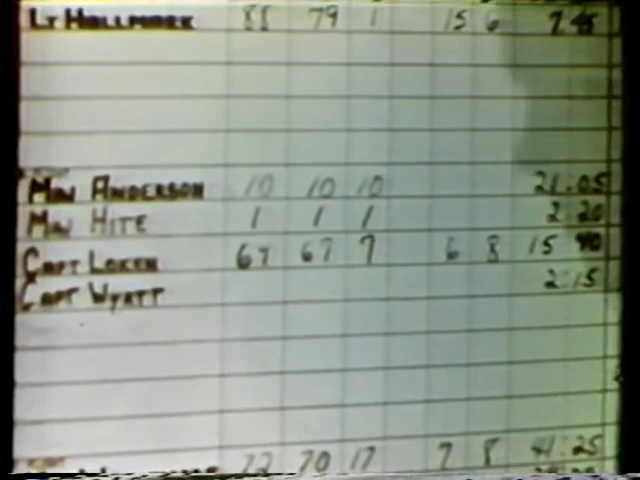 LT HALLMARK 88 79 1 15 6 7:45
MAJ ANDERSON 10 10 10 21:05
MAJ HITE 1 1 1 2:20
CAPT LOKEN 67 67 7 6 8 15
CAPT WYATT 2:15
72 70 17 7 8 41:25